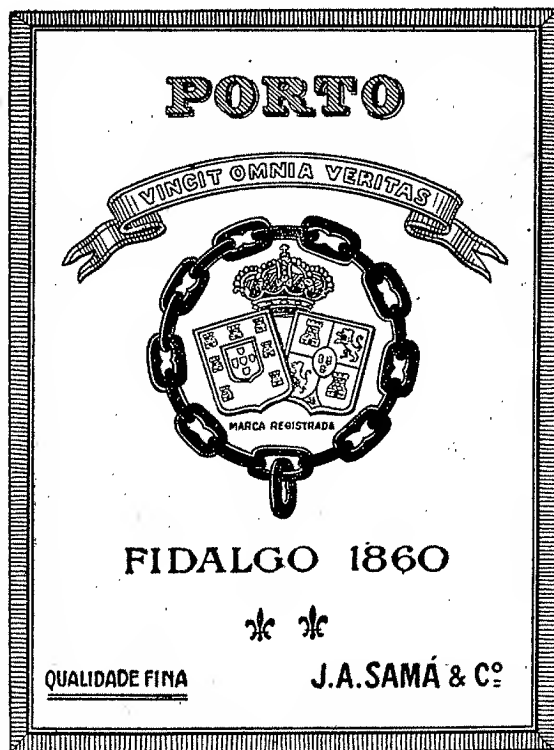 PORTO
VINCIT OMNIA VERITAS
MARCA REGISTRADA
FIDALGO 1860
QUALIDADE FINA
J.A.SAMÁ & Cº